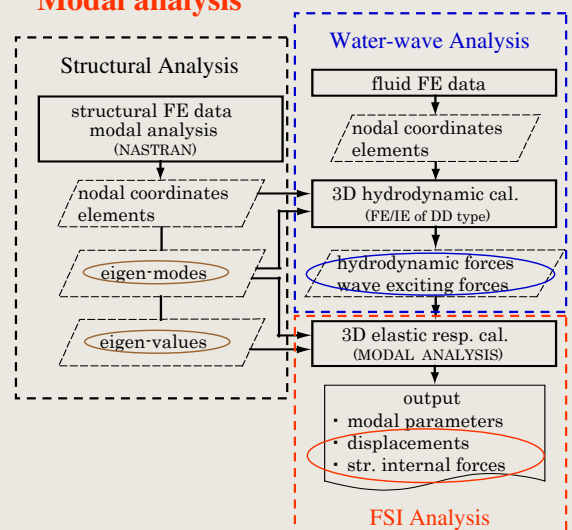 Modal analysis
Structural Analysis
structural FE data
modal analysis
(NASTRAN)
nodal coordinates
elements
eigen-modes
eigen-values
Water-wave Analysis
fluid FE data
nodal coordinates
elements
3D hydrodynamic cal.
(FE/IE of DD type)
hydrodynamic forces
wave exciting forces
3D elastic resp. cal.
(MODAL ANALYSIS)
output
・ modal parameters
・ displacements
・ str. internal forces
FSI Analysis